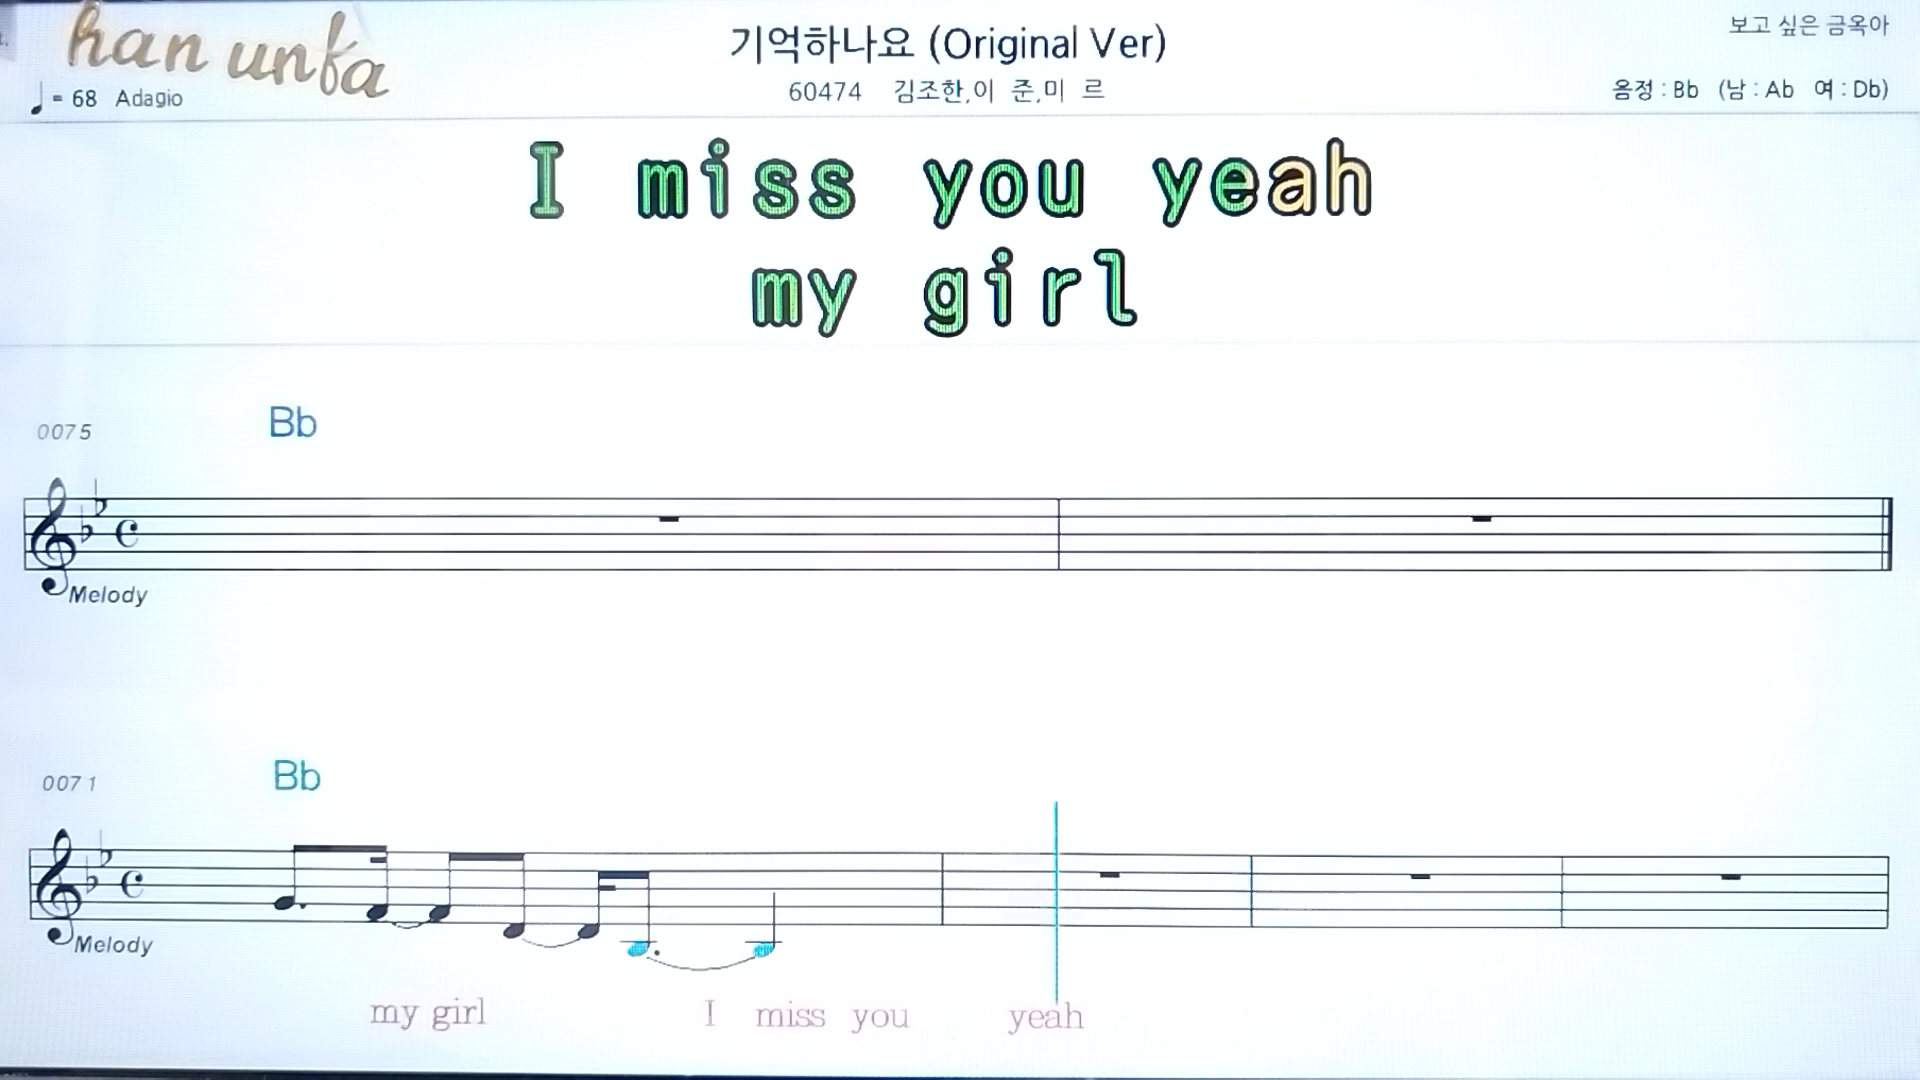 han unfa
기억하나요 (Original Ver)
보고 싶은 금옥아
= 68 Adagio
60474 김조한,이 준,미 르
음정 : Bb (남 : Ab 여 : Db)
I miss you yeah
my girl
0075
Bb
Melody
0071
Bb
Melody
my girl I miss you yeah